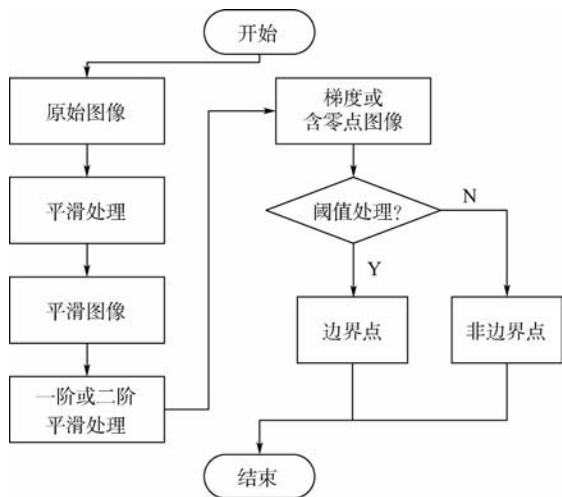 开始
原始图像
平滑处理
平滑图像
一阶或二阶
平滑处理
梯度或
含零点图像
阈值处理?
N
Y
边界点
非边界点
结束